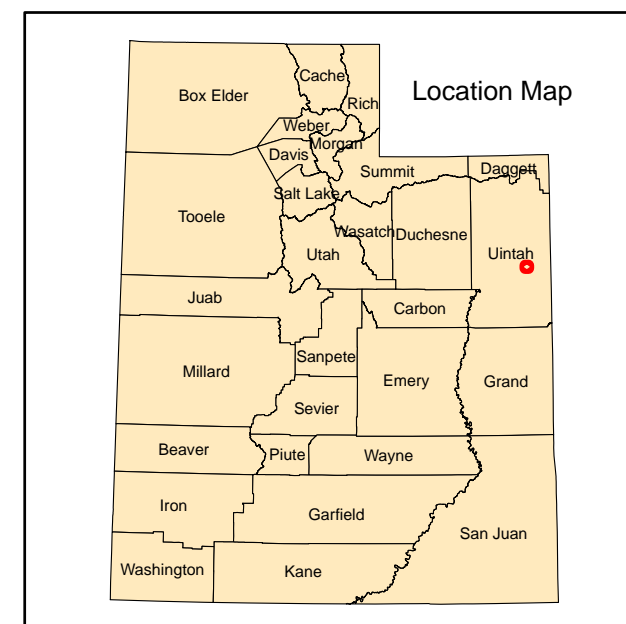 Location Map
Box Elder
Cache
Rich
Weber
Morgan
Davis
Summit
Daggett
Salt Lake
Tooele
Wasatch
Duchesne
Uintah
Utah
Juab
Carbon
Sanpete
Millard
Emery
Grand
Sevier
Beaver
Piute
Wayne
Iron
Garfield
San Juan
Washington
Kane